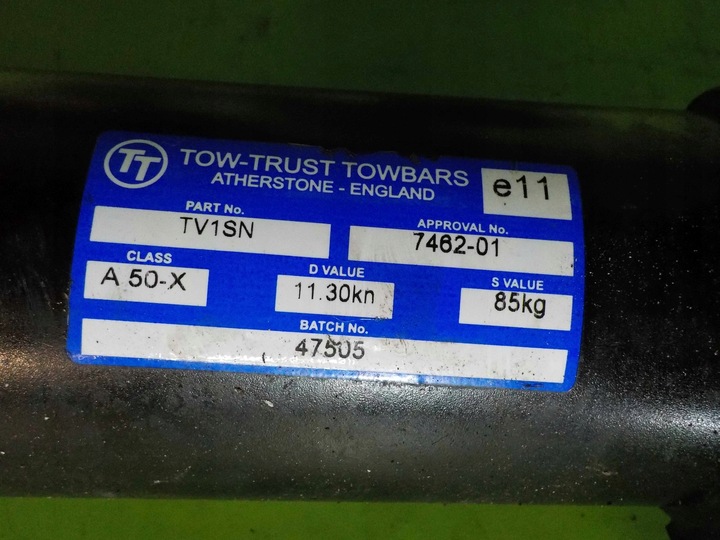 TT TOW-TRUST TOWBARS e11
ATHERSTONE - ENGLAND
PART No. APPROVAL No.
TV1SN 7462-01
CLASS D VALUE S VALUE
A 50-X 11.30kn 85kg
BATCH No.
47505